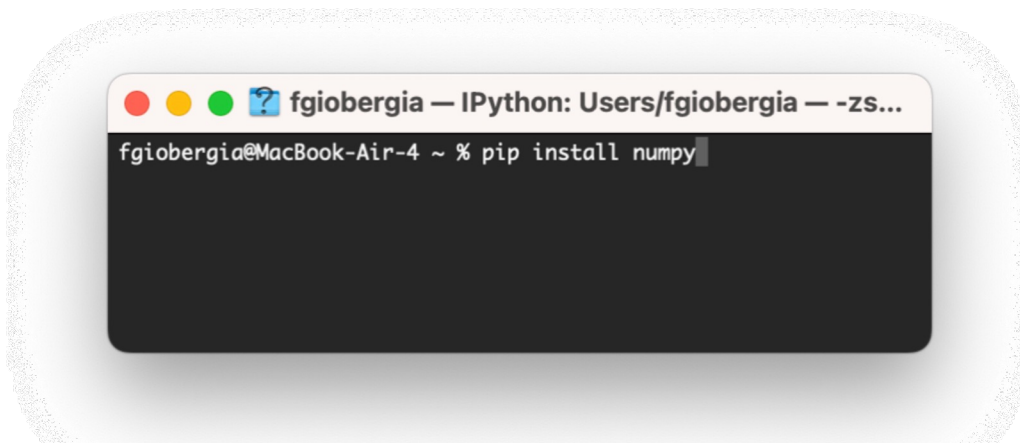 fgiobergia — IPython: Users/fgiobergia — -zs...
fgiobergia@MacBook-Air-4 ~ % pip install numpy